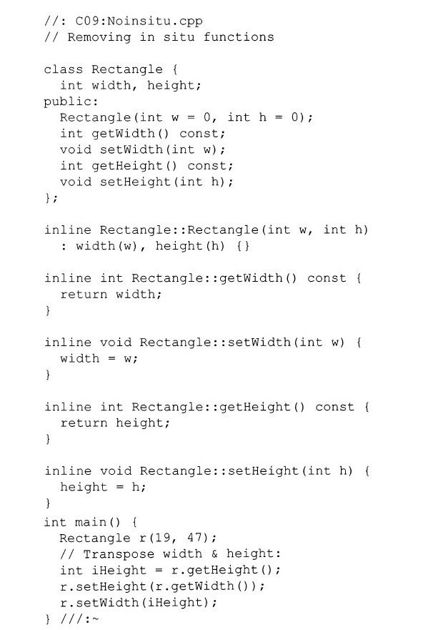 //: C09:Noinsitu.cpp
// Removing in situ functions

class Rectangle {
  int width, height;
public:
  Rectangle(int w = 0, int h = 0);
  int getWidth() const;
  void setWidth(int w);
  int getHeight() const;
  void setHeight(int h);
};

inline Rectangle::Rectangle(int w, int h)
  : width(w), height(h) {}

inline int Rectangle::getWidth() const {
  return width;
}

inline void Rectangle::setWidth(int w) {
  width = w;
}

inline int Rectangle::getHeight() const {
  return height;
}

inline void Rectangle::setHeight(int h) {
  height = h;
}
int main() {
  Rectangle r(19, 47);
  // Transpose width & height:
  int iHeight = r.getHeight();
  r.setHeight(r.getWidth());
  r.setWidth(iHeight);
} ///:~